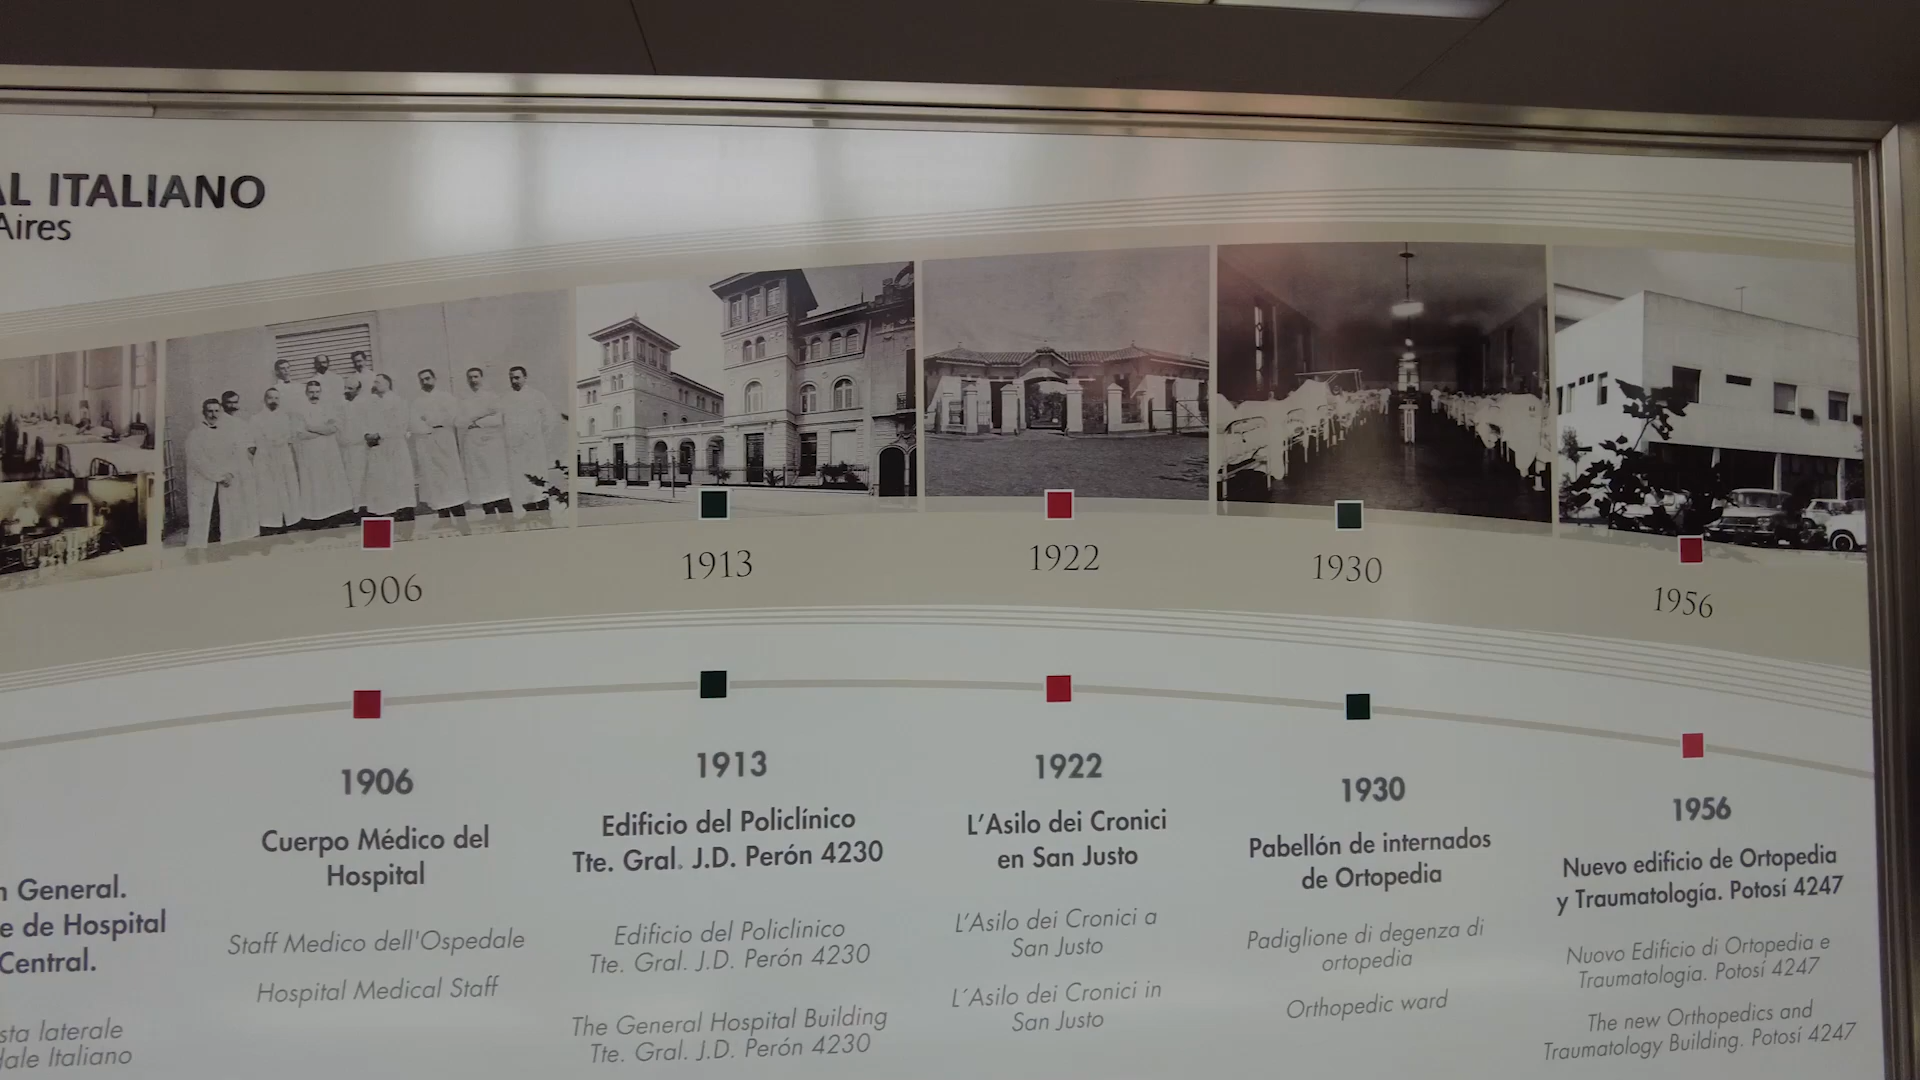 AL ITALIANO
Aires
1906
1913
1922
1930
1956
General.
de Hospital
Central.
sta laterale
Italiano
1906
Cuerpo Médico del
Hospital
Staff Medico dell'Ospedale
Hospital Medical Staff
1913
Edificio del Policlínico
Tte. Gral. J.D. Perón 4230
Edificio del Policlinico
Tte. Gral. J.D. Perón 4230
The General Hospital Building
Tte. Gral. J.D. Perón 4230
1922
L'Asilo dei Cronici
en San Justo
L'Asilo dei Cronici a
San Justo
L´Asilo dei Cronici in
San Justo
1930
Pabellón de internados
de Ortopedia
Padiglione di degenza di
ortopedia
Orthopedic ward
1956
Nuevo edificio de Ortopedia
y Traumatología. Potosí 4247
Nuovo Edificio di Ortopedia e
Traumatologia. Potosí 4247
The new Orthopedics and
Traumatology Building. Potosí 4247